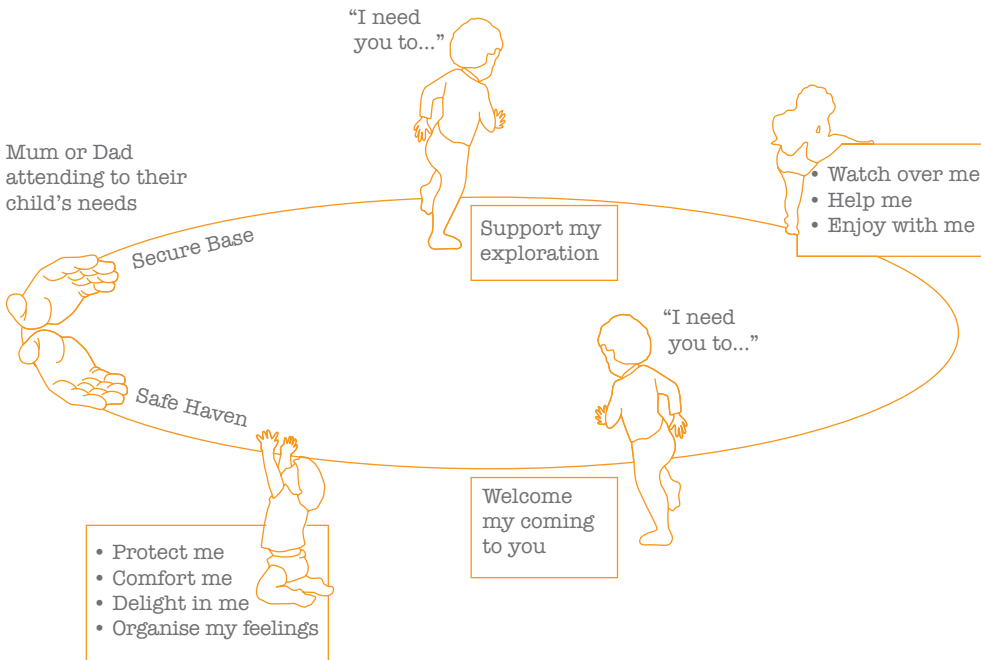 “I need
you to...”
Mum or Dad
attending to their
child’s needs
Secure Base
Support my
exploration
• Watch over me
• Help me
• Enjoy with me
“I need
you to...”
Safe Haven
Welcome
my coming
to you
• Protect me
• Comfort me
• Delight in me
• Organise my feelings